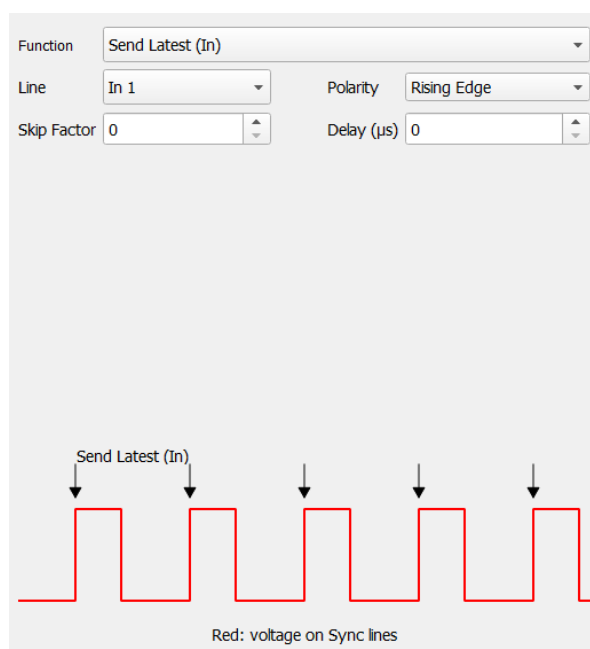 Function Send Latest (In)
Line In 1 Polarity Rising Edge
Skip Factor 0 Delay (µs) 0
Send Latest (In)
Red: voltage on Sync lines